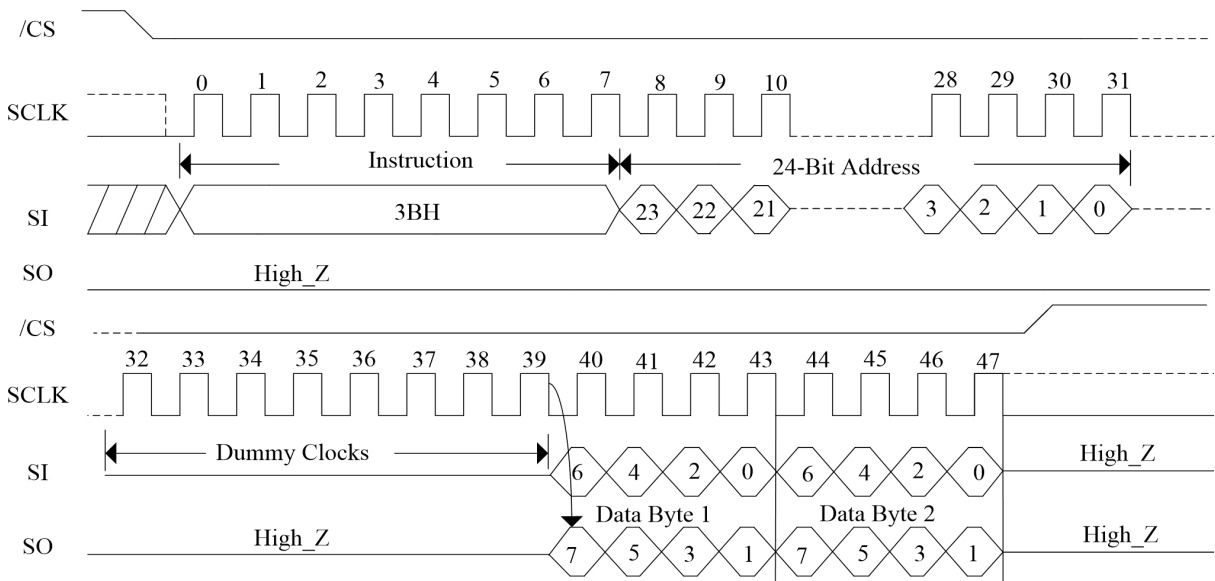 /CS
0 1 2 3 4 5 6 7 8 9 10 28 29 30 31
SCLK
Instruction 24-Bit Address
SI 3BH 23 22 21 3 2 1 0
SO High_Z
/CS
32 33 34 35 36 37 38 39 40 41 42 43 44 45 46 47
SCLK
Dummy Clocks High_Z
SI 6 4 2 0 6 4 2 0
Data Byte 1 Data Byte 2
SO High_Z 7 5 3 1 7 5 3 1 High_Z